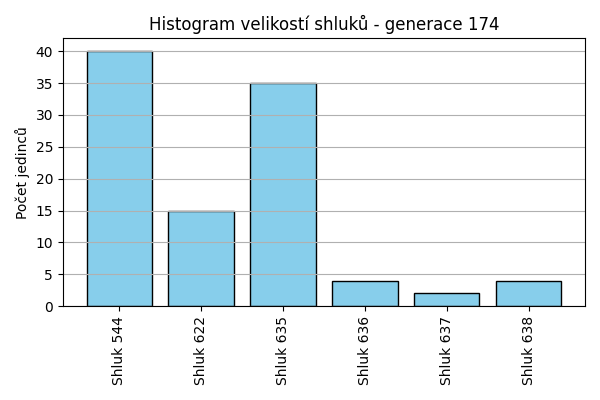 Histogram velikostí shluků - generace 174
Počet jedinců
40
35
30
25
20
15
10
5
0
Shluk 544
Shluk 622
Shluk 635
Shluk 636
Shluk 637
Shluk 638